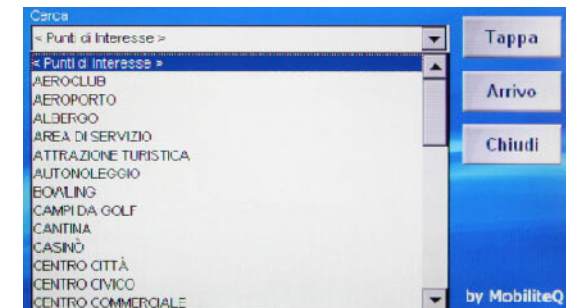 Cerca
< Punti di Interesse >
< Punti di Interesse >
AEROCLUB
AEROPORTO
ALBERGO
AREA DI SERVIZIO
ATTRAZIONE TURISTICA
AUTONOLEGGIO
BOWLING
CAMPI DA GOLF
CANTINA
CASINÒ
CENTRO CITTÀ
CENTRO CIVICO
CENTRO COMMERCIALE
Tappa
Arrivo
Chiudi
by MobiliteQ